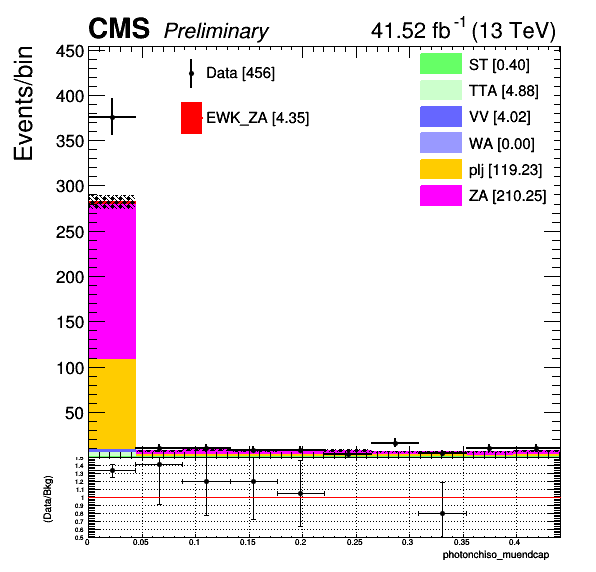 CMS Preliminary 41.52 fb⁻¹ (13 TeV)
Events/bin
450
400
350
300
250
200
150
100
50
Data [456]
EWK_ZA [4.35]
ST [0.40]
TTA [4.88]
VV [4.02]
WA [0.00]
plj [119.23]
ZA [210.25]
(Data/Bkg)
1.5
1.4
1.3
1.2
1.1
1
0.9
0.8
0.7
0.6
0.5
0 0.05 0.1 0.15 0.2 0.25 0.3 0.35 0.4
photonchiso_muendcap